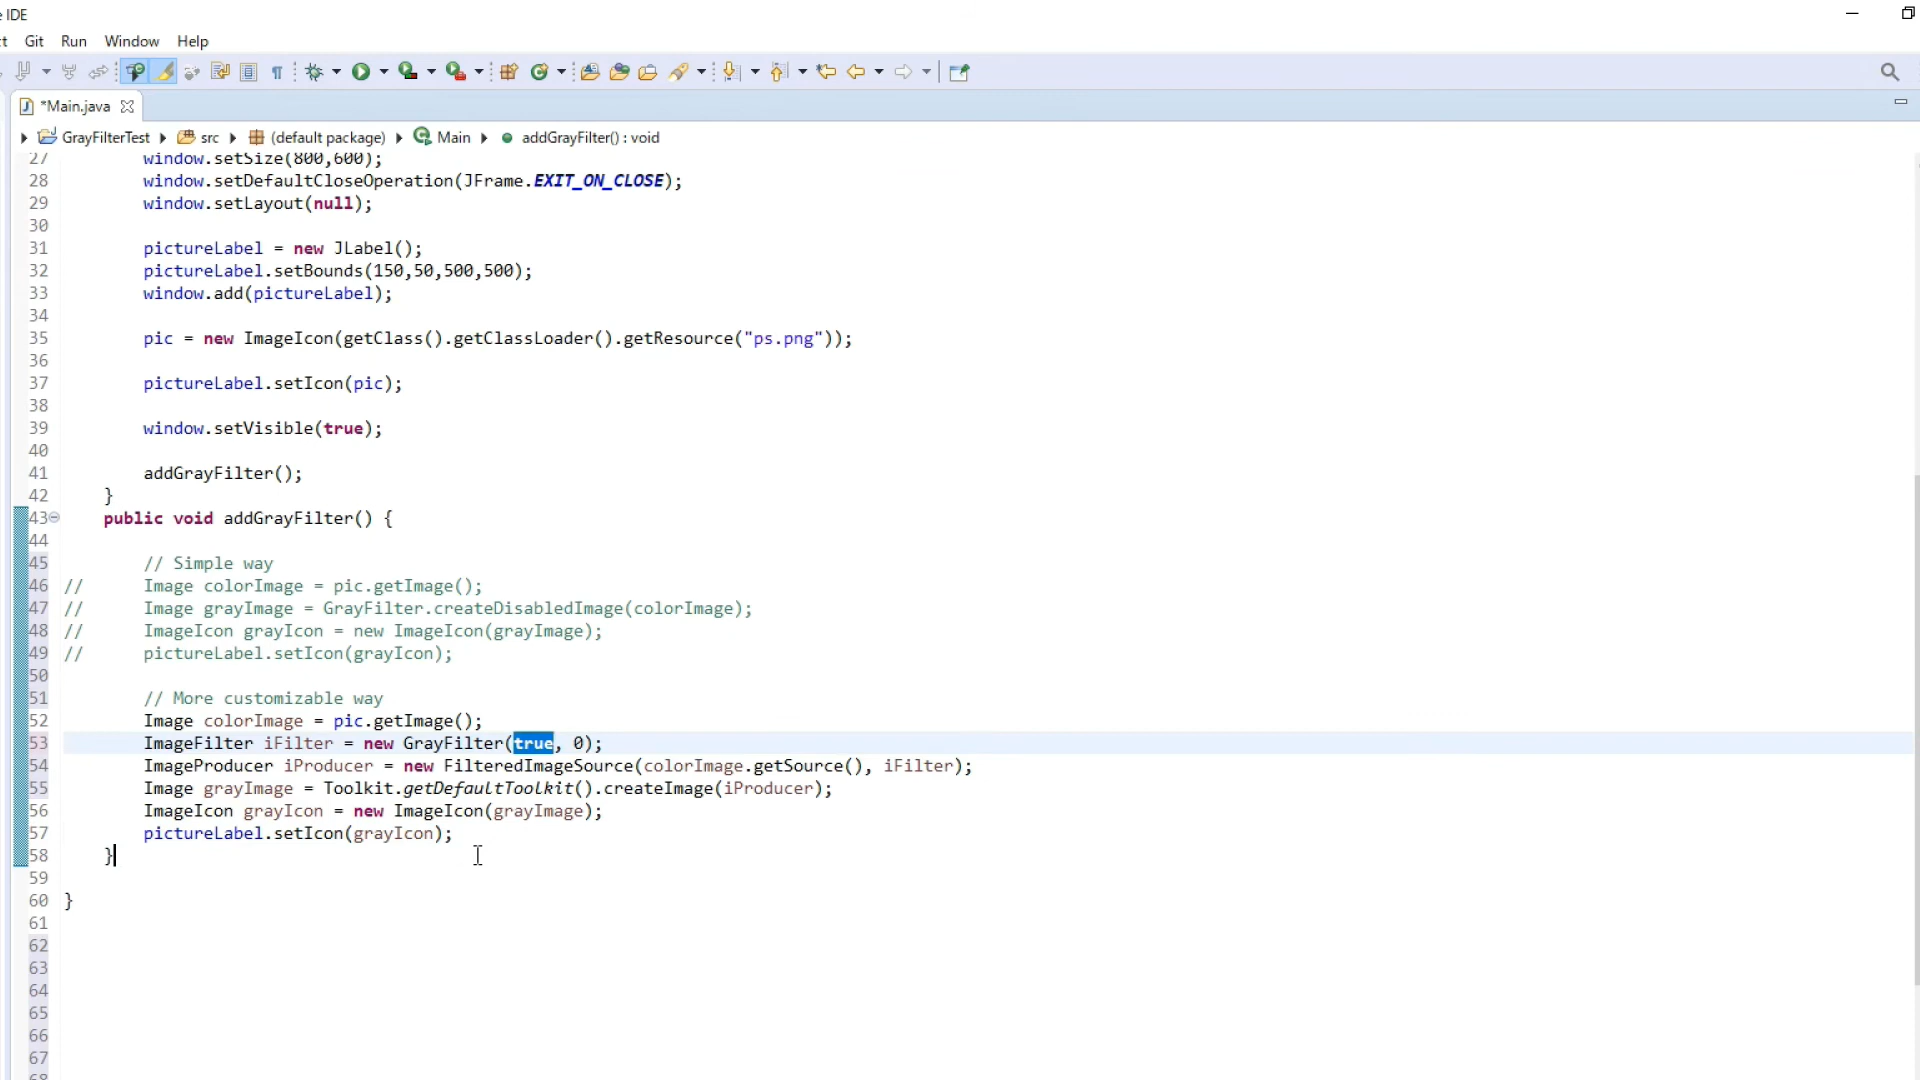 e IDE
t Git Run Window Help
*Main.java
GrayFilterTest src (default package) Main addGrayFilter() : void
27 window.setSize(800,600);
28 window.setDefaultCloseOperation(JFrame.EXIT_ON_CLOSE);
29 window.setLayout(null);
30
31 pictureLabel = new JLabel();
32 pictureLabel.setBounds(150,50,500,500);
33 window.add(pictureLabel);
34
35 pic = new ImageIcon(getClass().getClassLoader().getResource("ps.png"));
36
37 pictureLabel.setIcon(pic);
38
39 window.setVisible(true);
40
41 addGrayFilter();
42 }
43 public void addGrayFilter() {
44
45 // Simple way
46 // Image colorImage = pic.getImage();
47 // Image grayImage = GrayFilter.createDisabledImage(colorImage);
48 // ImageIcon grayIcon = new ImageIcon(grayImage);
49 // pictureLabel.setIcon(grayIcon);
50
51 // More customizable way
52 Image colorImage = pic.getImage();
53 ImageFilter iFilter = new GrayFilter(true, 0);
54 ImageProducer iProducer = new FilteredImageSource(colorImage.getSource(), iFilter);
55 Image grayImage = Toolkit.getDefaultToolkit().createImage(iProducer);
56 ImageIcon grayIcon = new ImageIcon(grayImage);
57 pictureLabel.setIcon(grayIcon);
58 }
59
60 }
61
62
63
64
65
66
67
68